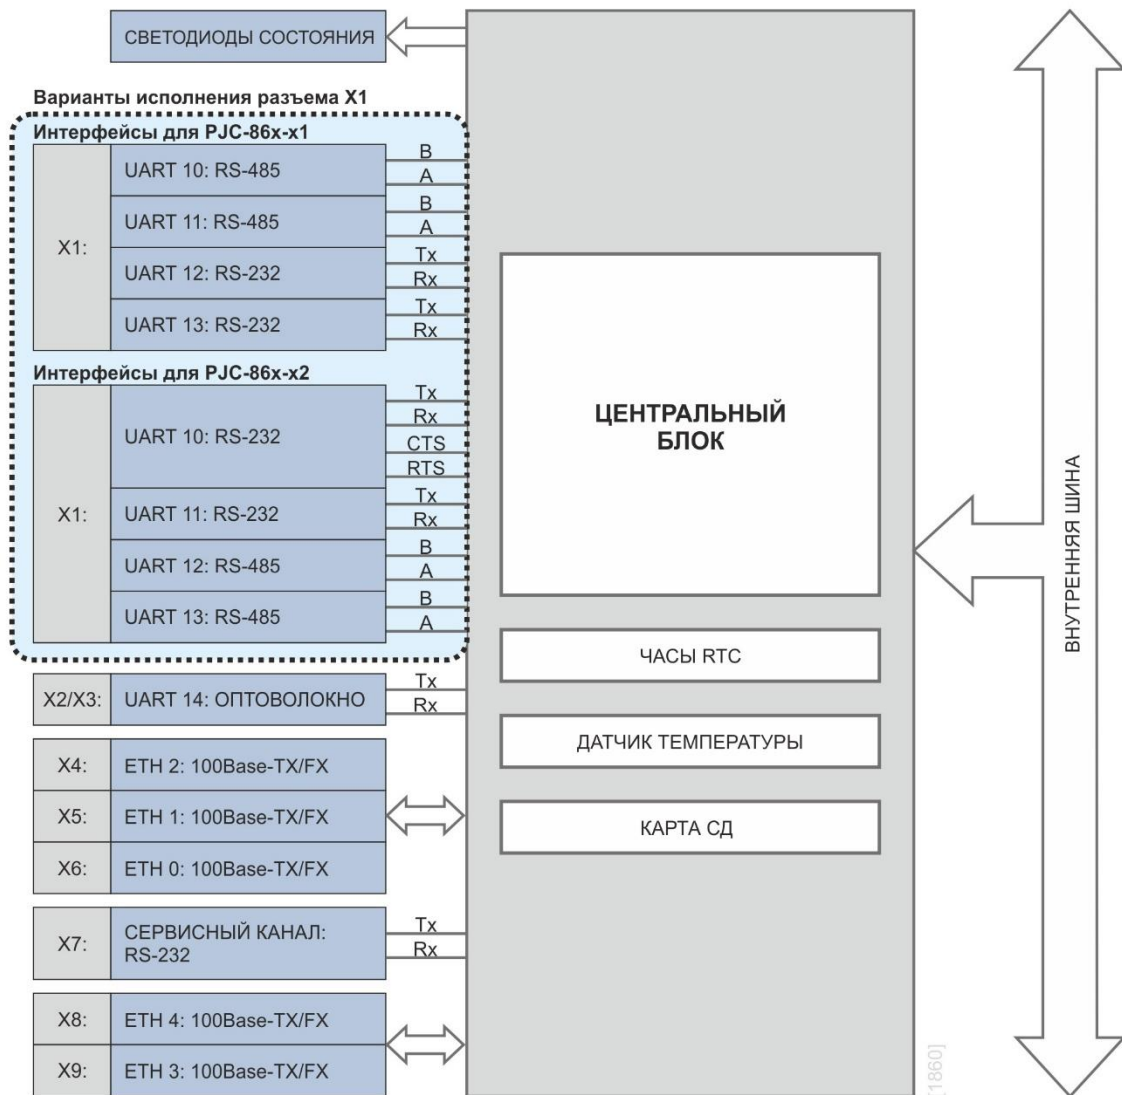 СВЕТОДИОДЫ СОСТОЯНИЯ
Варианты исполнения разъема X1
Интерфейсы для PJC-86x-x1
X1:
UART 10: RS-485
B
A
UART 11: RS-485
B
A
UART 12: RS-232
Tx
Rx
UART 13: RS-232
Tx
Rx
Интерфейсы для PJC-86x-x2
X1:
UART 10: RS-232
Tx
Rx
CTS
RTS
UART 11: RS-232
Tx
Rx
UART 12: RS-485
B
A
UART 13: RS-485
B
A
X2/X3:
UART 14: ОПТОВОЛОКНО
Tx
Rx
X4:
ETH 2: 100Base-TX/FX
X5:
ETH 1: 100Base-TX/FX
X6:
ETH 0: 100Base-TX/FX
X7:
СЕРВИСНЫЙ КАНАЛ:
RS-232
Tx
Rx
X8:
ETH 4: 100Base-TX/FX
X9:
ETH 3: 100Base-TX/FX
ЦЕНТРАЛЬНЫЙ
БЛОК
ЧАСЫ RTC
ДАТЧИК ТЕМПЕРАТУРЫ
КАРТА СД
ВНУТРЕННЯЯ ШИНА
[1860]